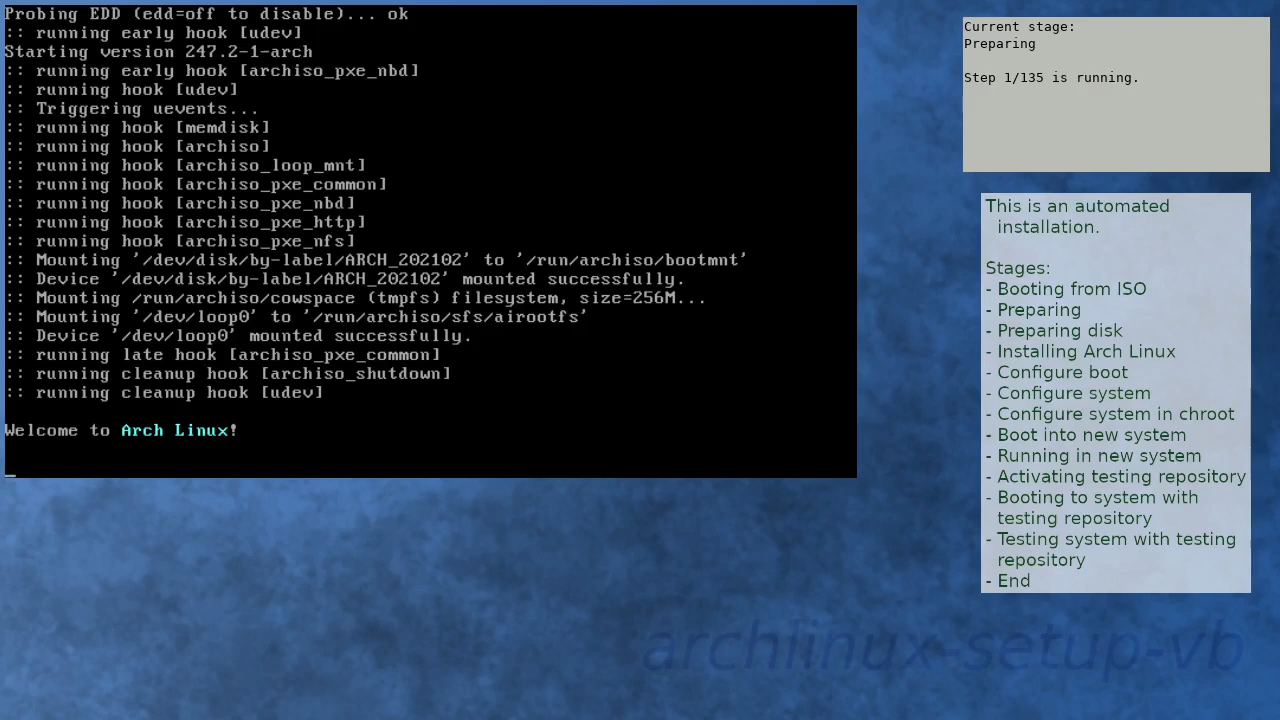 Probing EDD (edd=off to disable)... ok
:: running early hook [udev]
Starting version 247.2-1-arch
:: running early hook [archiso_pxe_nbd]
:: running hook [udev]
:: Triggering uevents...
:: running hook [memdisk]
:: running hook [archiso]
:: running hook [archiso_loop_mnt]
:: running hook [archiso_pxe_common]
:: running hook [archiso_pxe_nbd]
:: running hook [archiso_pxe_http]
:: running hook [archiso_pxe_nfs]
:: Mounting '/dev/disk/by-label/ARCH_202102' to '/run/archiso/bootmnt'
:: Device '/dev/disk/by-label/ARCH_202102' mounted successfully.
:: Mounting /run/archiso/cowspace (tmpfs) filesystem, size=256M...
:: Mounting '/dev/loop0' to '/run/archiso/sfs/airootfs'
:: Device '/dev/loop0' mounted successfully.
:: running late hook [archiso_pxe_common]
:: running cleanup hook [archiso_shutdown]
:: running cleanup hook [udev]
Welcome to Arch Linux!
Current stage:
Preparing
Step 1/135 is running.
This is an automated
installation.
Stages:
- Booting from ISO
- Preparing
- Preparing disk
- Installing Arch Linux
- Configure boot
- Configure system
- Configure system in chroot
- Boot into new system
- Running in new system
- Activating testing repository
- Booting to system with
testing repository
- Testing system with testing
repository
- End
archlinux-setup-vb